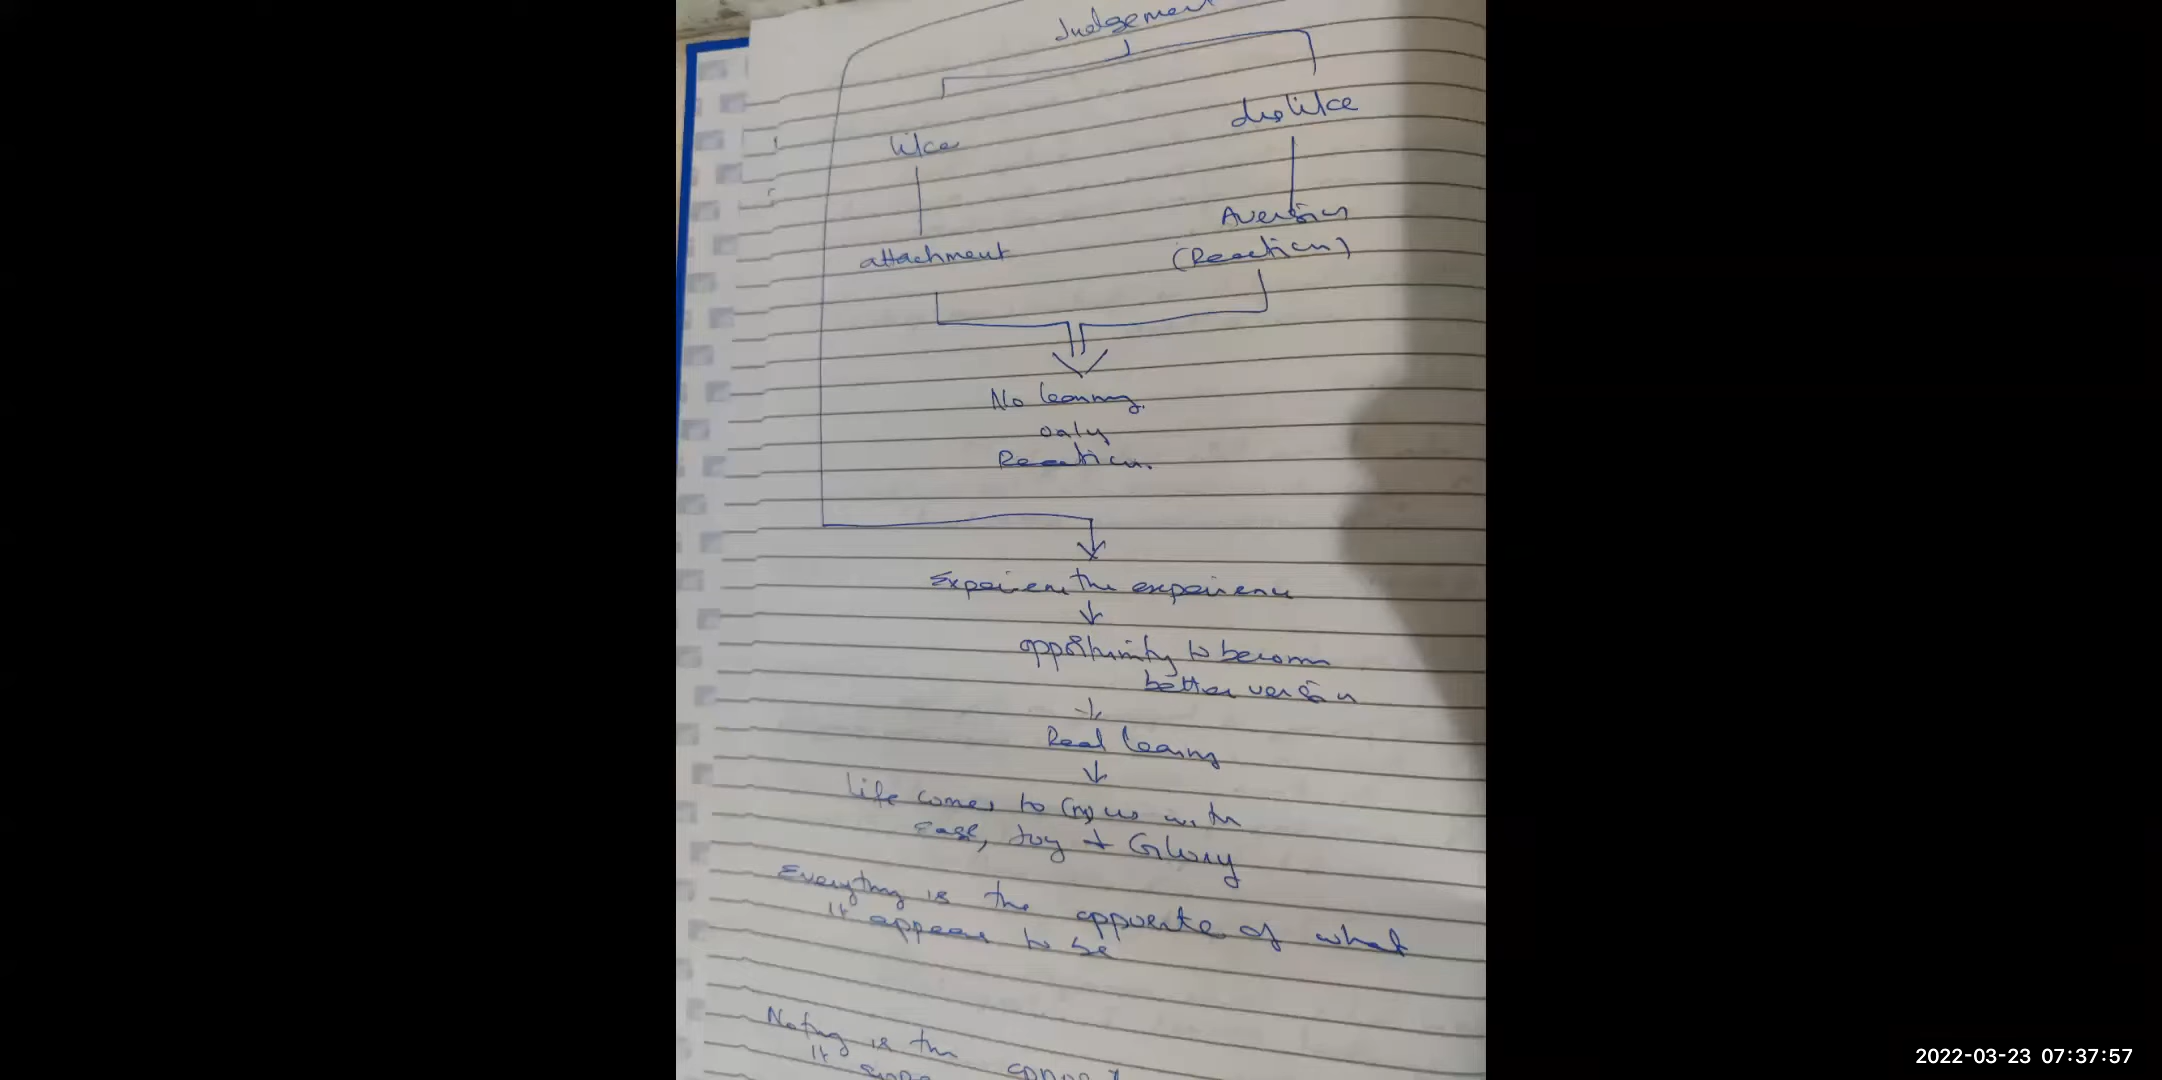 Judgement
like
dislike
attachment
Aversion
(Reaction)
No learning
only
Reaction.
Experience the experience
opportunity to become
better version
Real learning
Life comes to us with
ease, Joy + Glory
Everything is the opposite of what
it appears to be
Nothing is the
it
2022-03-23 07:37:57